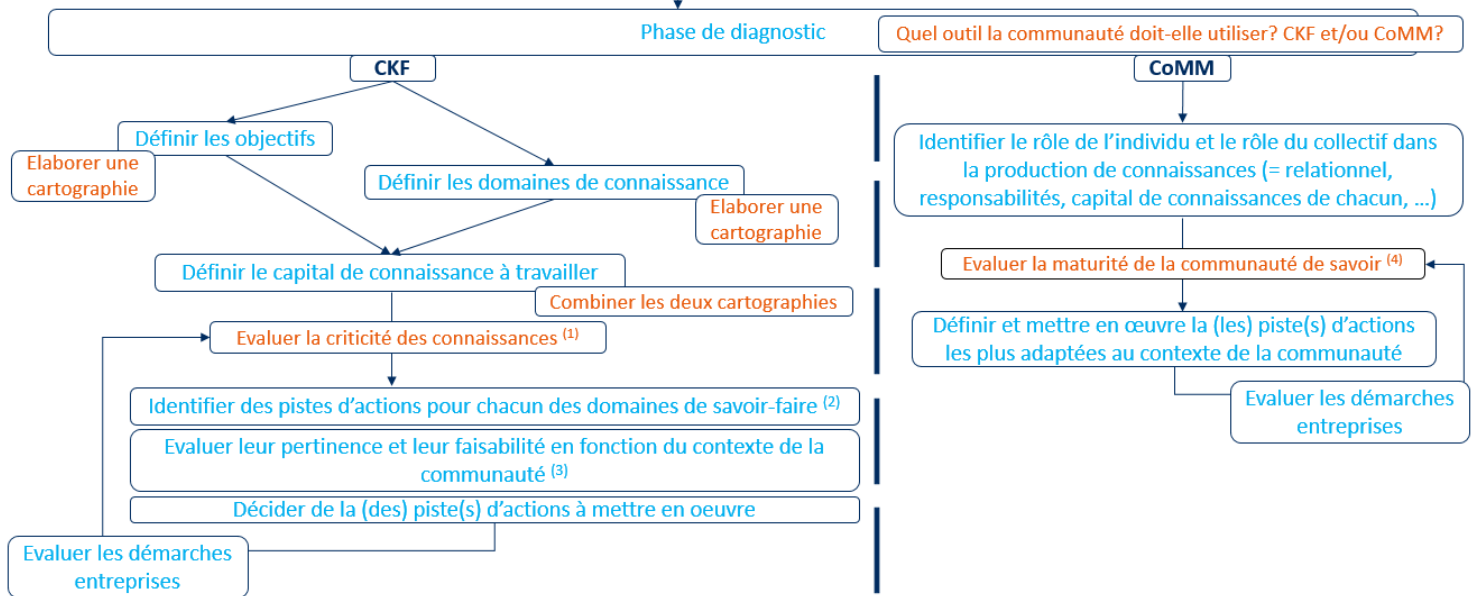 Phase de diagnostic
Quel outil la communauté doit-elle utiliser? CKF et/ou CoMM?
CKF
Définir les objectifs
Elaborer une
cartographie
Définir les domaines de connaissance
Elaborer une
cartographie
Définir le capital de connaissance à travailler
Combiner les deux cartographies
Evaluer la criticité des connaissances (1)
Identifier des pistes d'actions pour chacun des domaines de savoir-faire (2)
Evaluer leur pertinence et leur faisabilité en fonction du contexte de la
communauté (3)
Décider de la (des) piste(s) d'actions à mettre en oeuvre
Evaluer les démarches
entreprises
CoMM
Identifier le rôle de l'individu et le rôle du collectif dans
la production de connaissances (= relationnel,
responsabilités, capital de connaissances de chacun, ...)
Evaluer la maturité de la communauté de savoir (4)
Définir et mettre en œuvre la (les) piste(s) d'actions
les plus adaptées au contexte de la communauté
Evaluer les démarches
entreprises